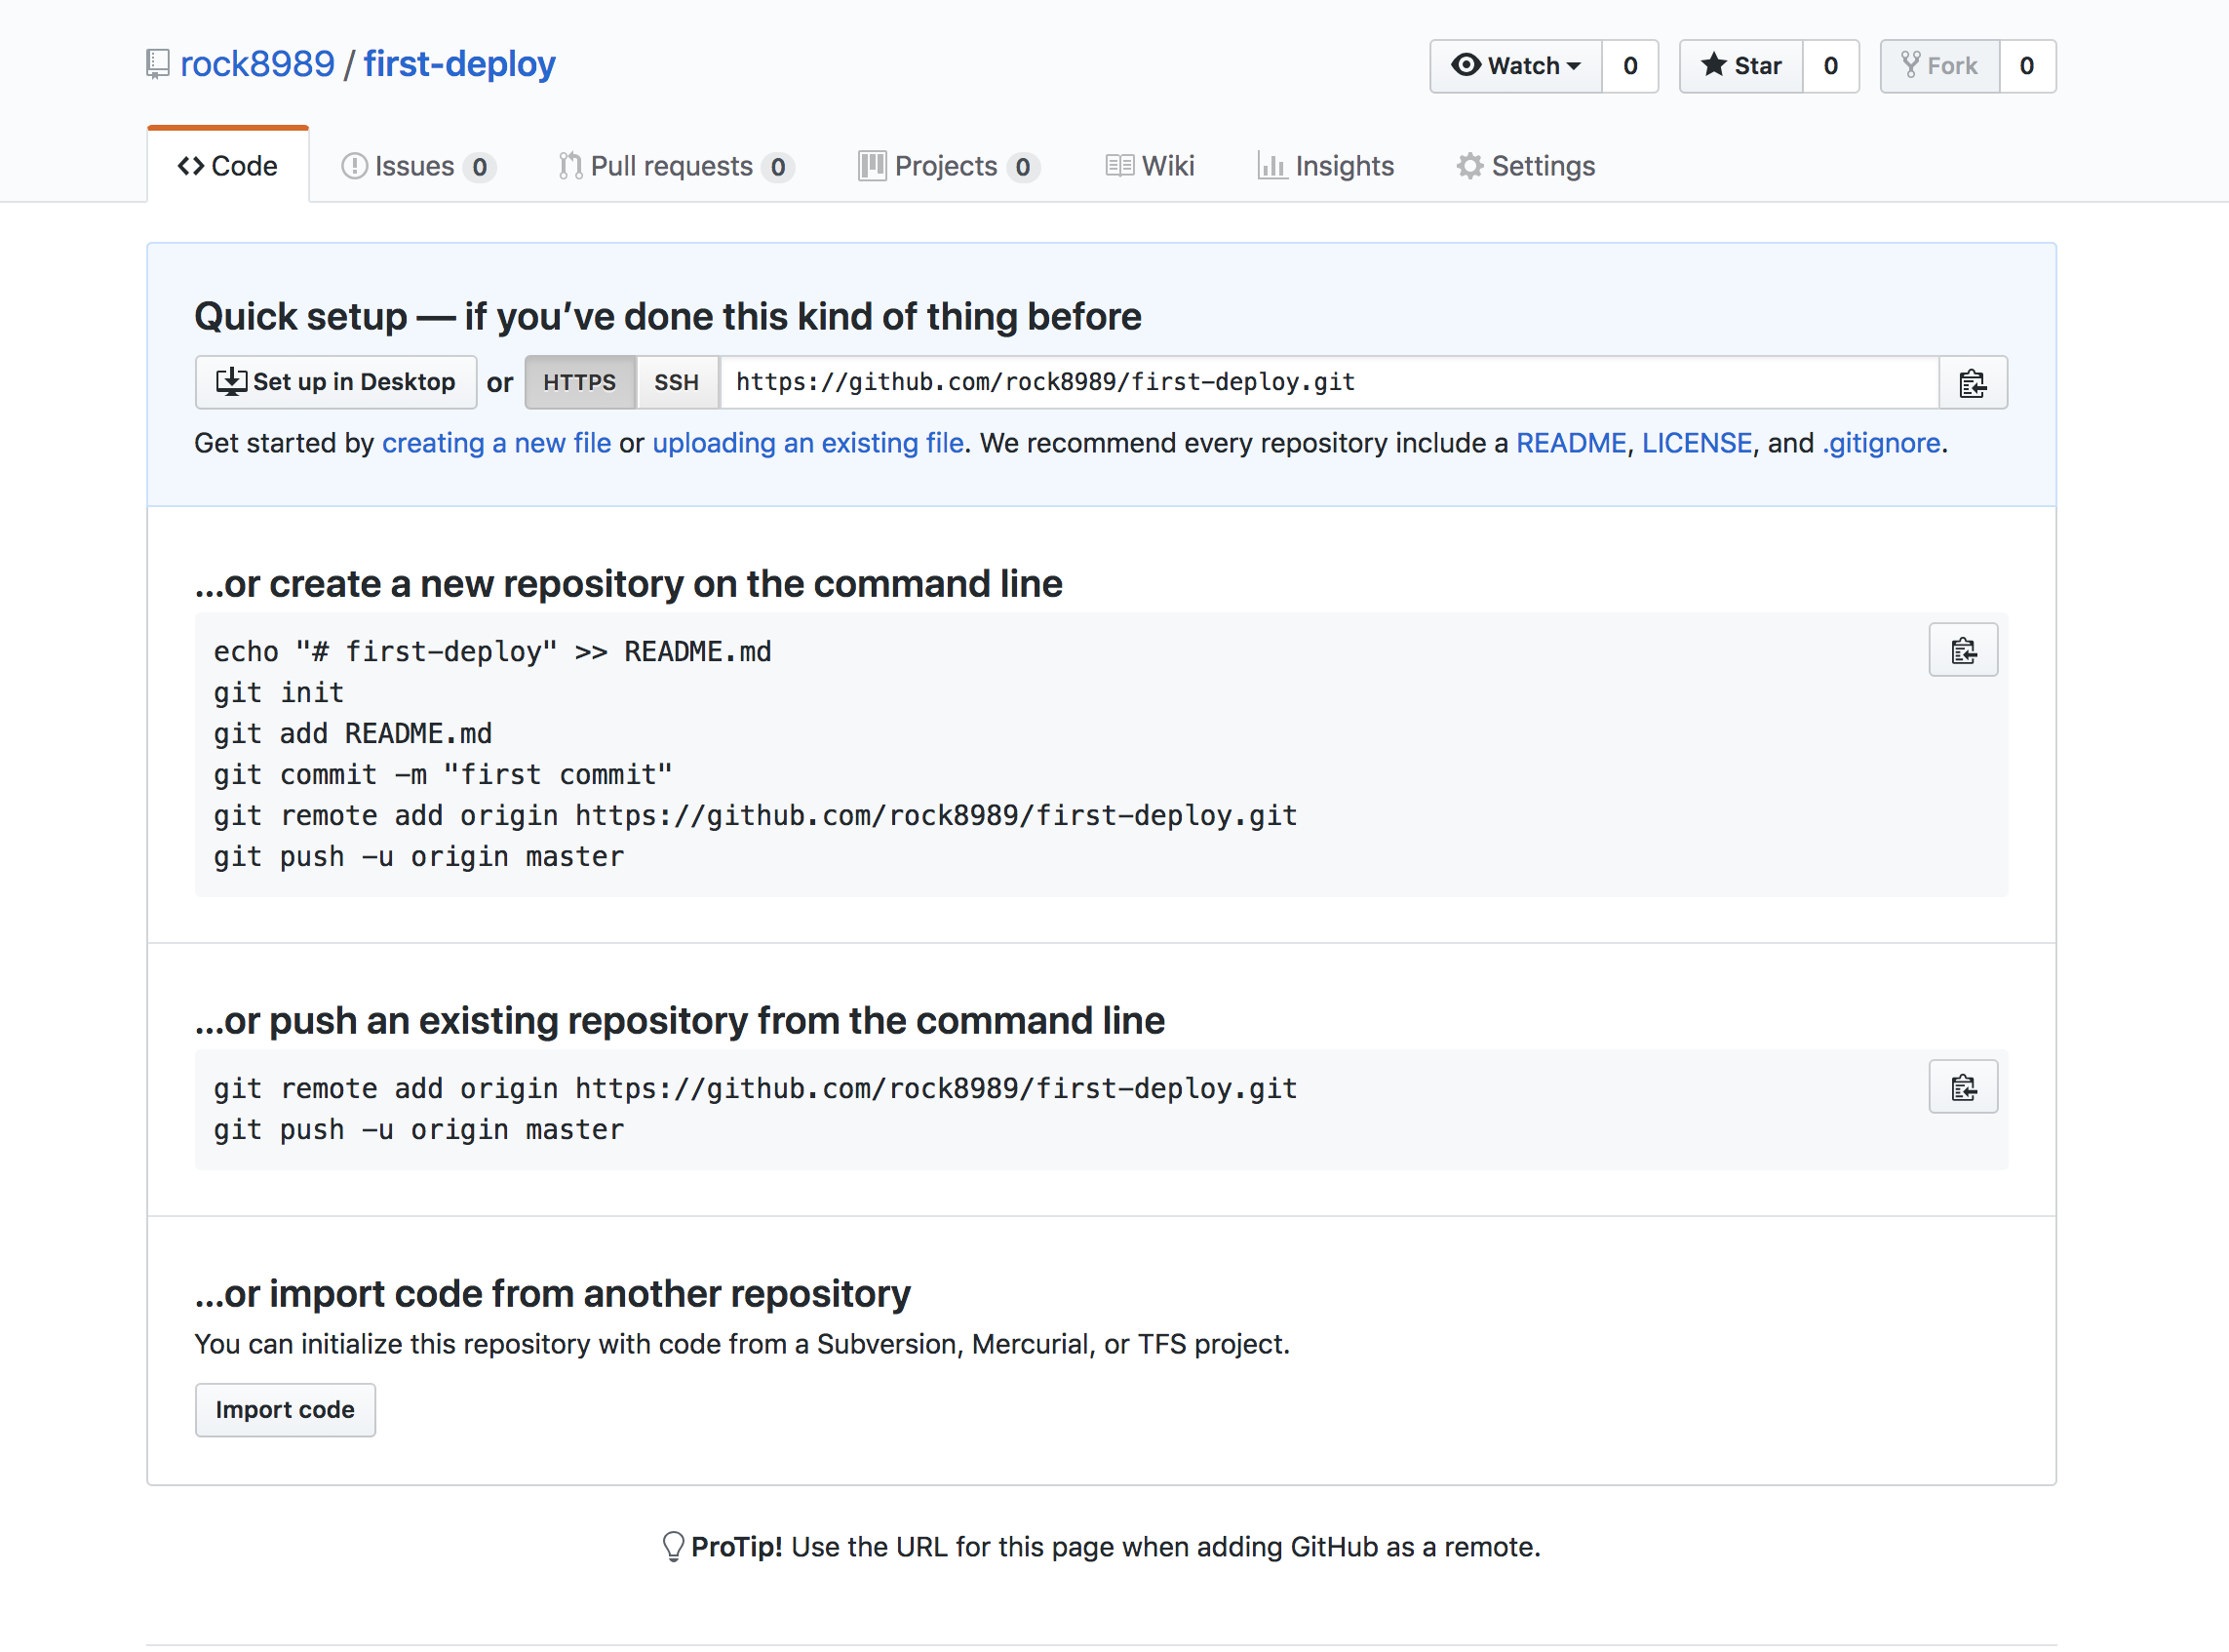 rock8989 / first-deploy
Watch 0 Star 0 Fork 0
Code Issues 0 Pull requests 0 Projects 0 Wiki Insights Settings
Quick setup — if you’ve done this kind of thing before
Set up in Desktop or HTTPS SSH https://github.com/rock8989/first-deploy.git
Get started by creating a new file or uploading an existing file. We recommend every repository include a README, LICENSE, and .gitignore.
…or create a new repository on the command line
echo "# first-deploy" >> README.md
git init
git add README.md
git commit -m "first commit"
git remote add origin https://github.com/rock8989/first-deploy.git
git push -u origin master
…or push an existing repository from the command line
git remote add origin https://github.com/rock8989/first-deploy.git
git push -u origin master
…or import code from another repository
You can initialize this repository with code from a Subversion, Mercurial, or TFS project.
Import code
ProTip! Use the URL for this page when adding GitHub as a remote.